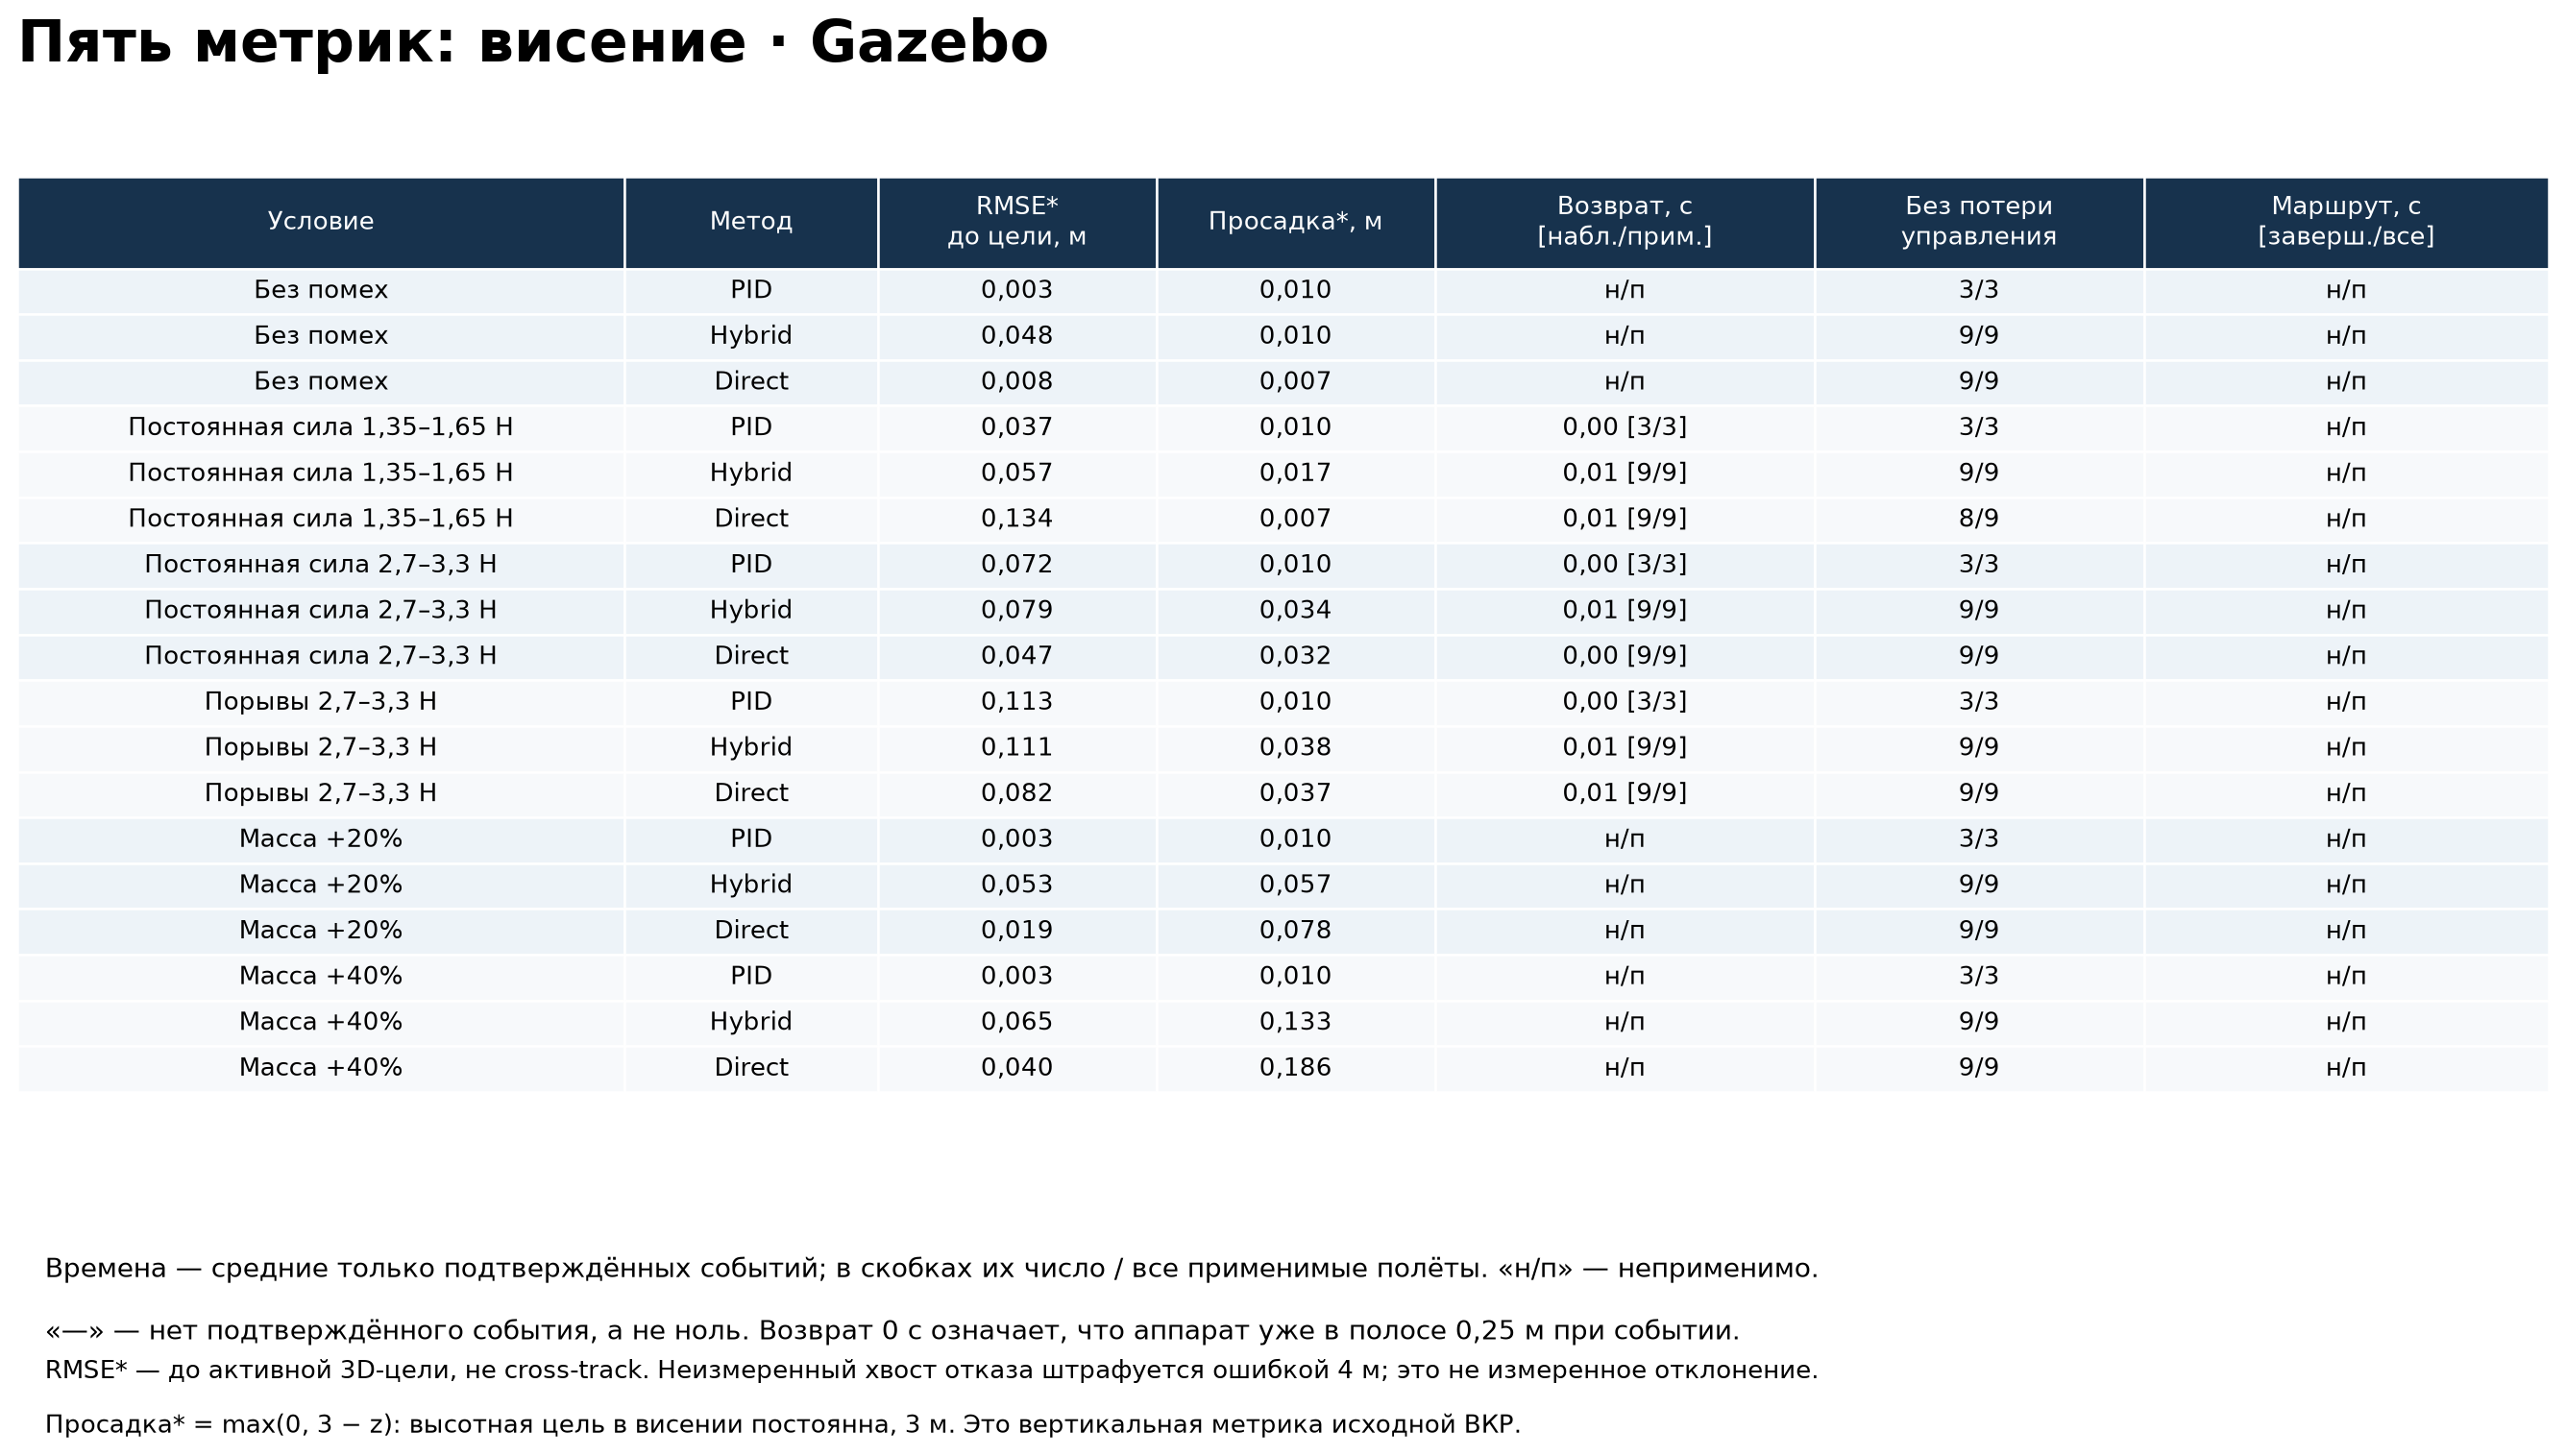 Пять метрик: висение · Gazebo
Условие Метод RMSE* до цели, м Просадка*, м Возврат, с [набл./прим.] Без потери управления Маршрут, с [заверш./все]
Без помех PID 0,003 0,010 н/п 3/3 н/п
Без помех Hybrid 0,048 0,010 н/п 9/9 н/п
Без помех Direct 0,008 0,007 н/п 9/9 н/п
Постоянная сила 1,35–1,65 Н PID 0,037 0,010 0,00 [3/3] 3/3 н/п
Постоянная сила 1,35–1,65 Н Hybrid 0,057 0,017 0,01 [9/9] 9/9 н/п
Постоянная сила 1,35–1,65 Н Direct 0,134 0,007 0,01 [9/9] 8/9 н/п
Постоянная сила 2,7–3,3 Н PID 0,072 0,010 0,00 [3/3] 3/3 н/п
Постоянная сила 2,7–3,3 Н Hybrid 0,079 0,034 0,01 [9/9] 9/9 н/п
Постоянная сила 2,7–3,3 Н Direct 0,047 0,032 0,00 [9/9] 9/9 н/п
Порывы 2,7–3,3 Н PID 0,113 0,010 0,00 [3/3] 3/3 н/п
Порывы 2,7–3,3 Н Hybrid 0,111 0,038 0,01 [9/9] 9/9 н/п
Порывы 2,7–3,3 Н Direct 0,082 0,037 0,01 [9/9] 9/9 н/п
Масса +20% PID 0,003 0,010 н/п 3/3 н/п
Масса +20% Hybrid 0,053 0,057 н/п 9/9 н/п
Масса +20% Direct 0,019 0,078 н/п 9/9 н/п
Масса +40% PID 0,003 0,010 н/п 3/3 н/п
Масса +40% Hybrid 0,065 0,133 н/п 9/9 н/п
Масса +40% Direct 0,040 0,186 н/п 9/9 н/п
Времена — средние только подтверждённых событий; в скобках их число / все применимые полёты. «н/п» — неприменимо.
«—» — нет подтверждённого события, а не ноль. Возврат 0 с означает, что аппарат уже в полосе 0,25 м при событии.
RMSE* — до активной 3D-цели, не cross-track. Неизмеренный хвост отказа штрафуется ошибкой 4 м; это не измеренное отклонение.
Просадка* = max(0, 3 − z): высотная цель в висении постоянна, 3 м. Это вертикальная метрика исходной ВКР.